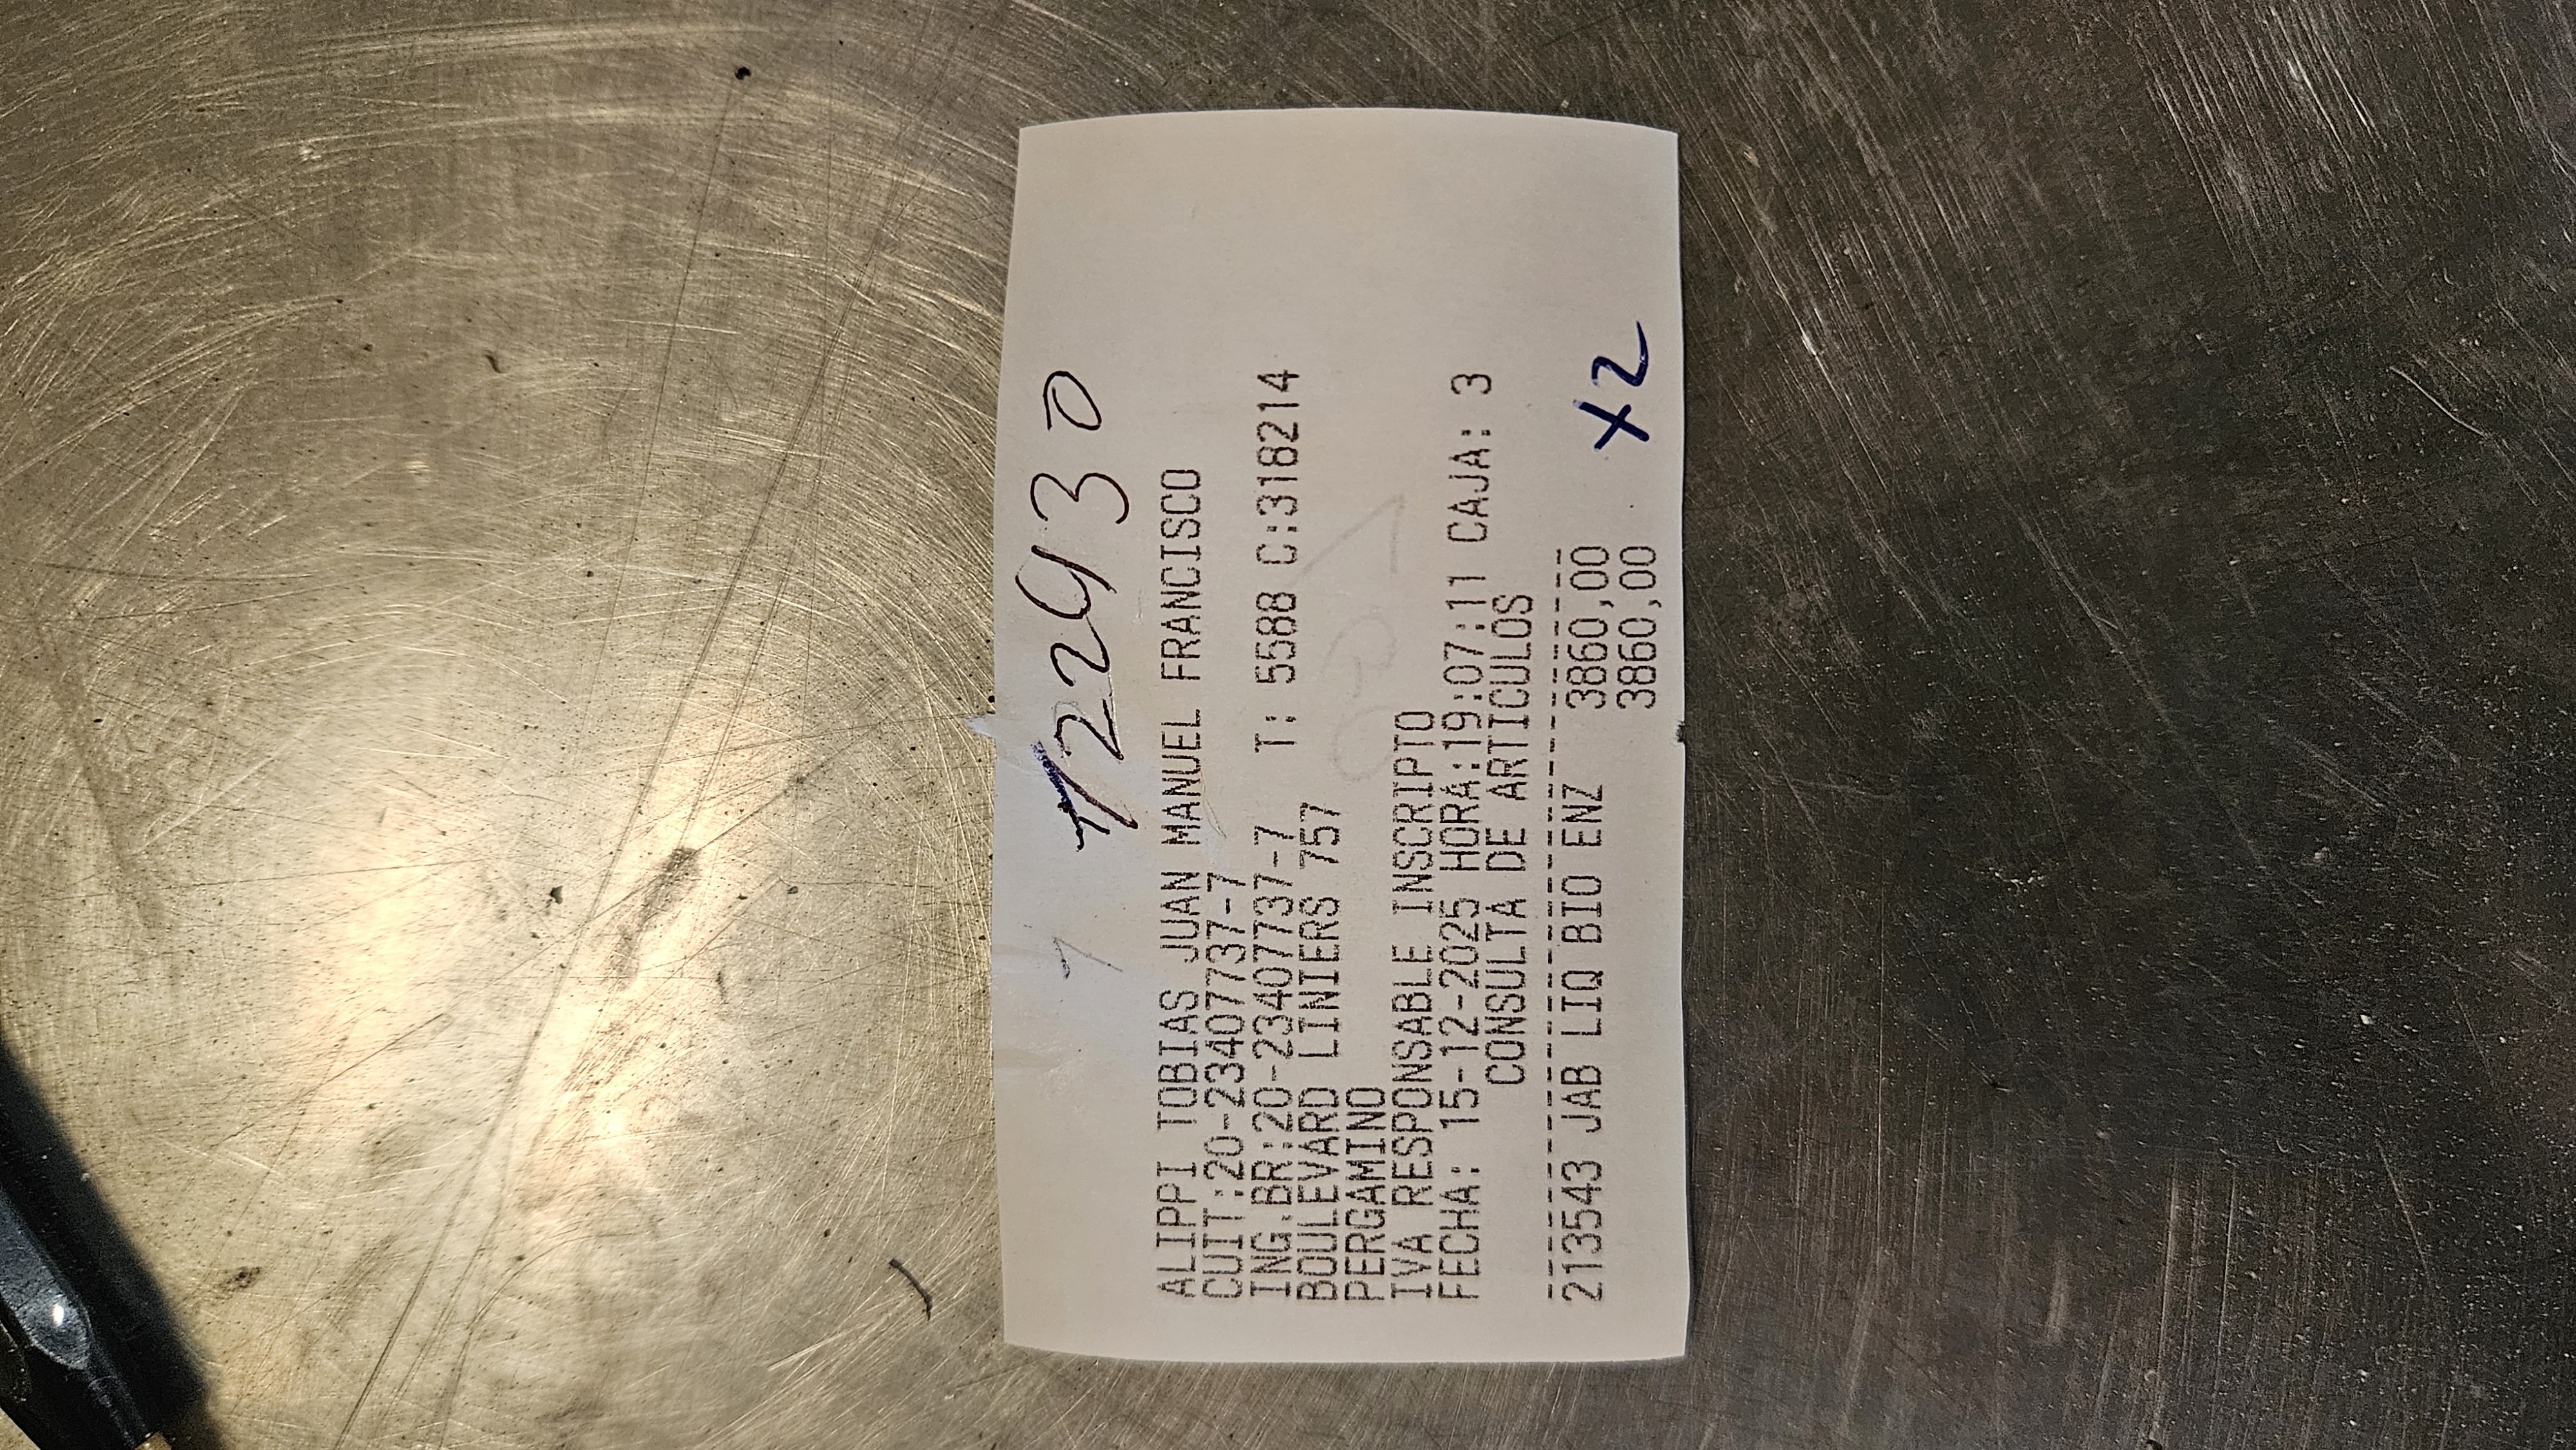 122430
ALIPPI TOBIAS JUAN MANUEL FRANCISCO
CUIT:20-23407737-7
ING.BR:20-23407737-7 T: 5588 C:318214
BOULEVARD LINIERS 757
PERGAMINO
IVA RESPONSABLE INSCRIPTO
FECHA: 15-12-2025 HORA:19:07:11 CAJA: 3
CONSULTA DE ARTICULOS
213543 JAB LIQ BIO ENZ 3860,00
3860,00
X2